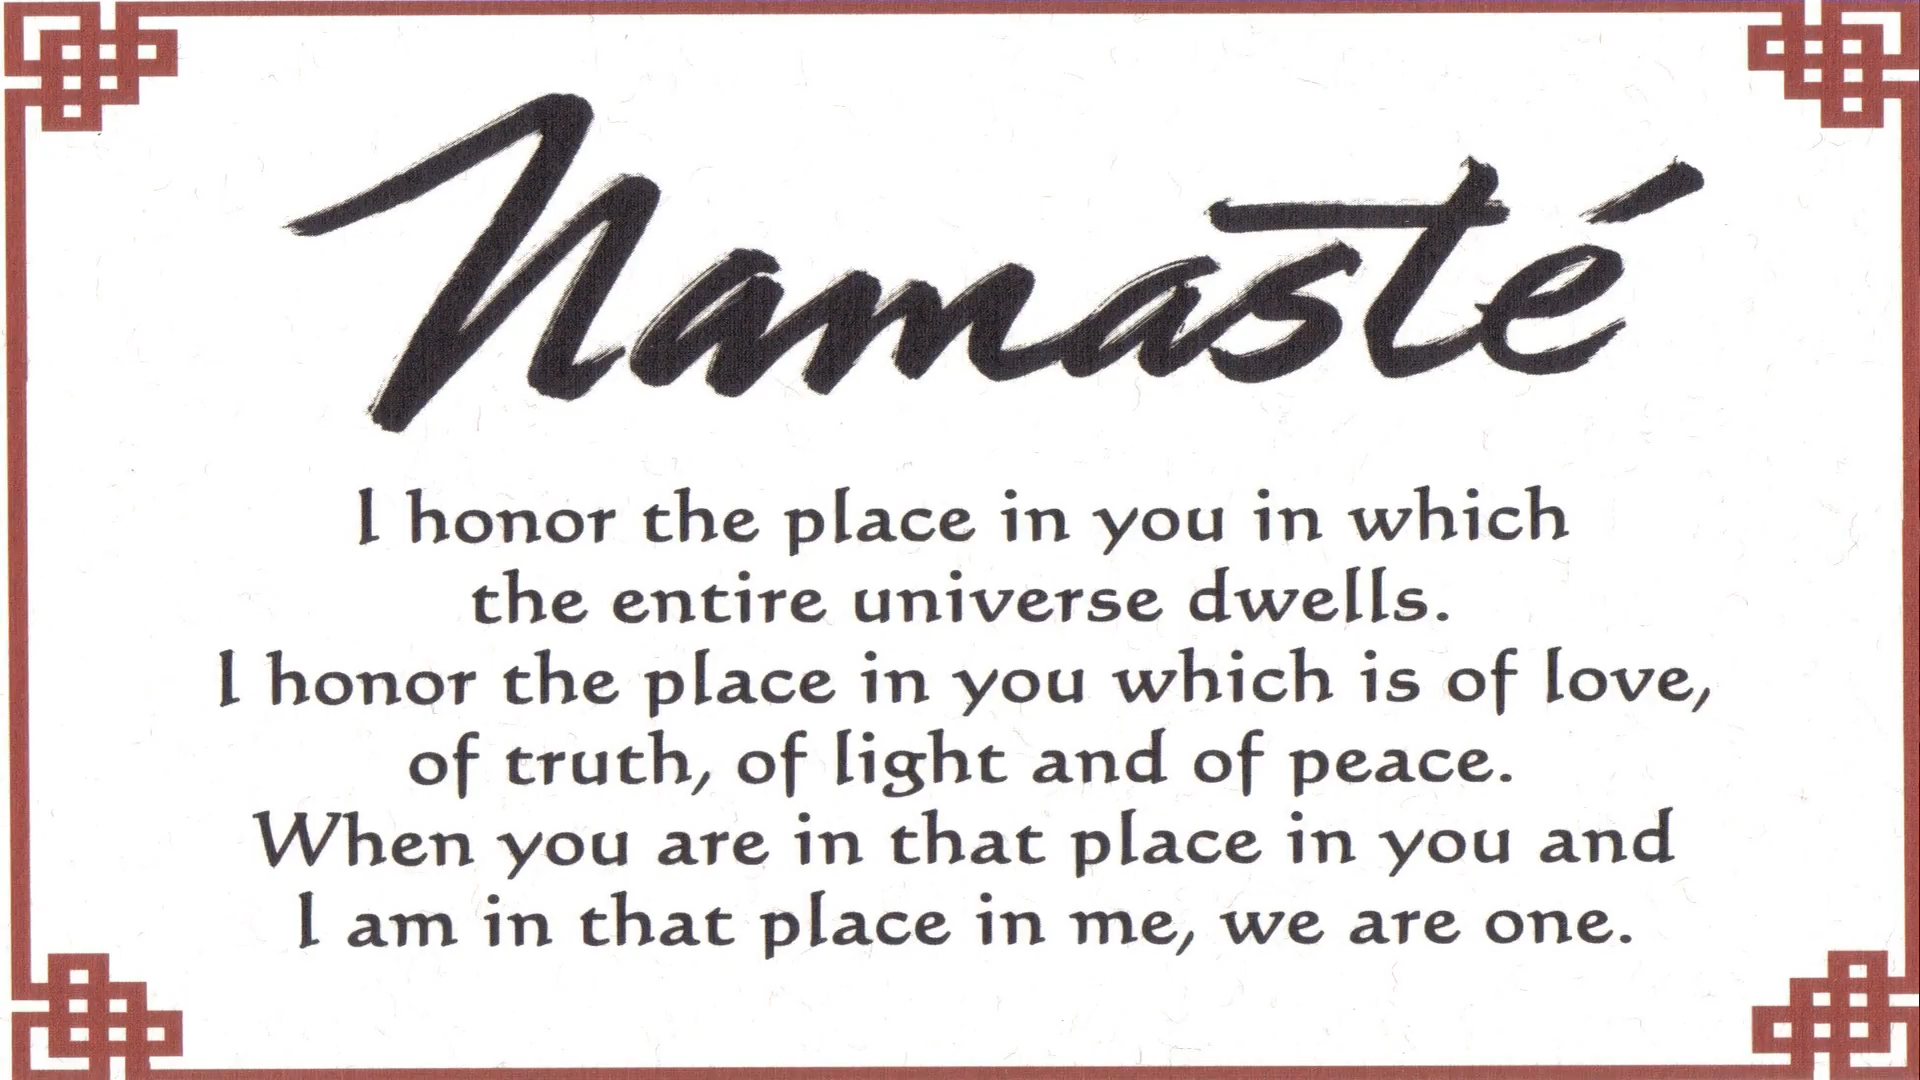 Namasté
I honor the place in you in which
the entire universe dwells.
I honor the place in you which is of love,
of truth, of light and of peace.
When you are in that place in you and
I am in that place in me, we are one.